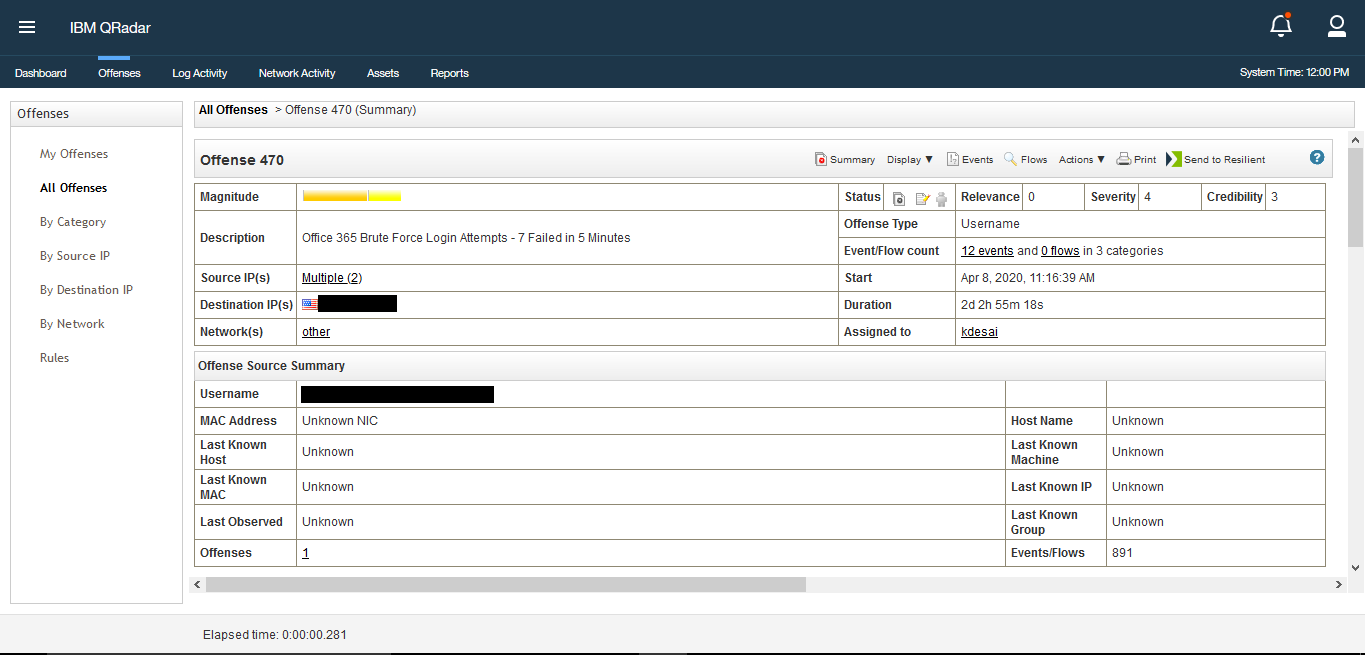 IBM QRadar
Dashboard Offenses Log Activity Network Activity Assets Reports System Time: 12:00 PM
Offenses
My Offenses
All Offenses
By Category
By Source IP
By Destination IP
By Network
Rules
All Offenses > Offense 470 (Summary)
Offense 470 Summary Display ▼ Events Flows Actions ▼ Print Send to Resilient ?
Magnitude Status Relevance 0 Severity 4 Credibility 3
Description Office 365 Brute Force Login Attempts - 7 Failed in 5 Minutes
Offense Type Username
Event/Flow count 12 events and 0 flows in 3 categories
Source IP(s) Multiple (2) Start Apr 8, 2020, 11:16:39 AM
Destination IP(s) Duration 2d 2h 55m 18s
Network(s) other Assigned to kdesai
Offense Source Summary
Username
MAC Address Unknown NIC Host Name Unknown
Last Known Host Unknown Last Known Machine Unknown
Last Known MAC Unknown Last Known IP Unknown
Last Observed Unknown Last Known Group Unknown
Offenses 1 Events/Flows 891
Elapsed time: 0:00:00.281